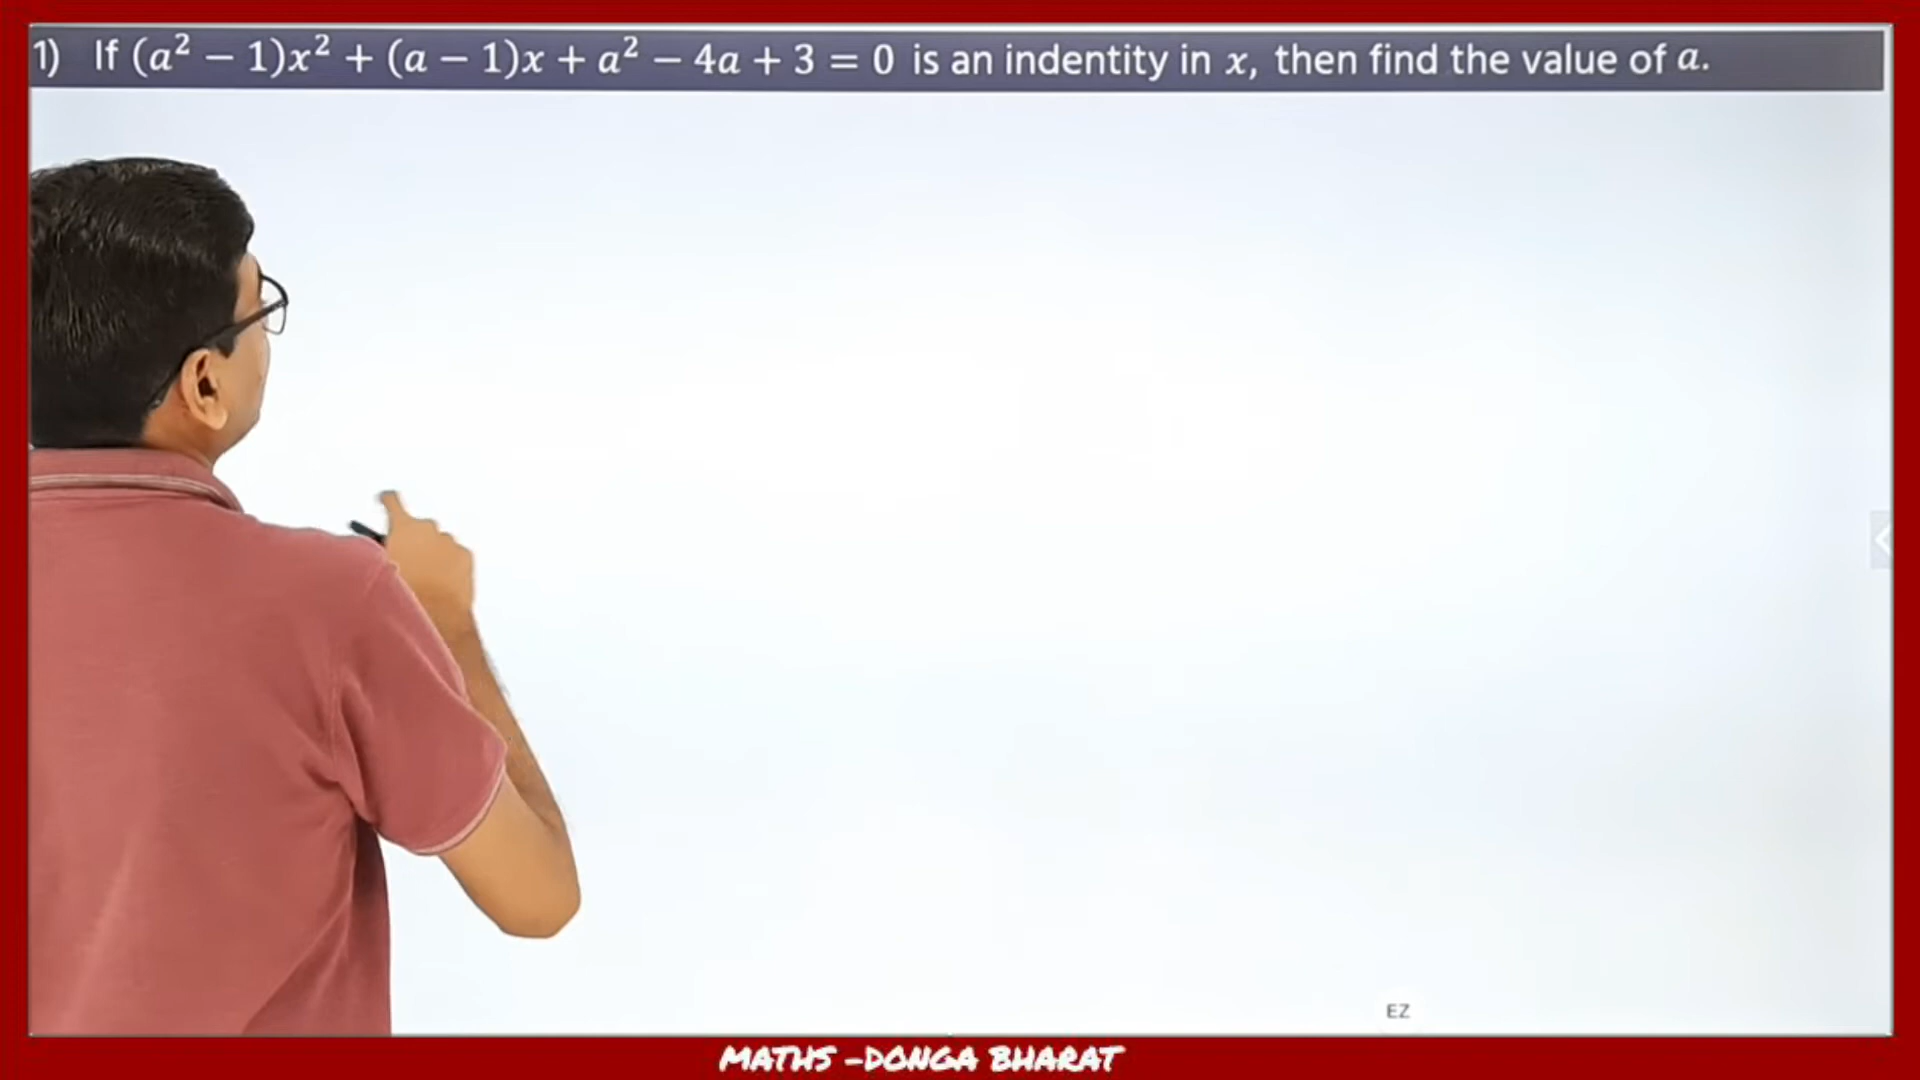 1) If (a² − 1)x² + (a − 1)x + a² − 4a + 3 = 0 is an indentity in x, then find the value of a.
EZ
MATHS -DONGA BHARAT